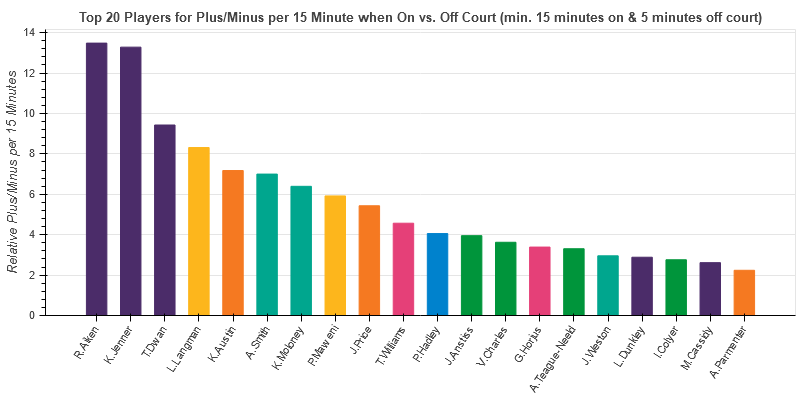 Top 20 Players for Plus/Minus per 15 Minute when On vs. Off Court (min. 15 minutes on & 5 minutes off court)
Relative Plus/Minus per 15 Minutes
14
12
10
8
6
4
2
0
R.Aiken
K.Jenner
T.Dwan
L.Langman
K.Austin
A.Smith
K.Moloney
P.Maweni
J.Price
T.Williams
P.Hadley
J.Anstiss
V.Charles
G.Horjus
A.Teague-Neeld
J.Weston
L.Dunkley
I.Colyer
M.Cassidy
A.Parmenter